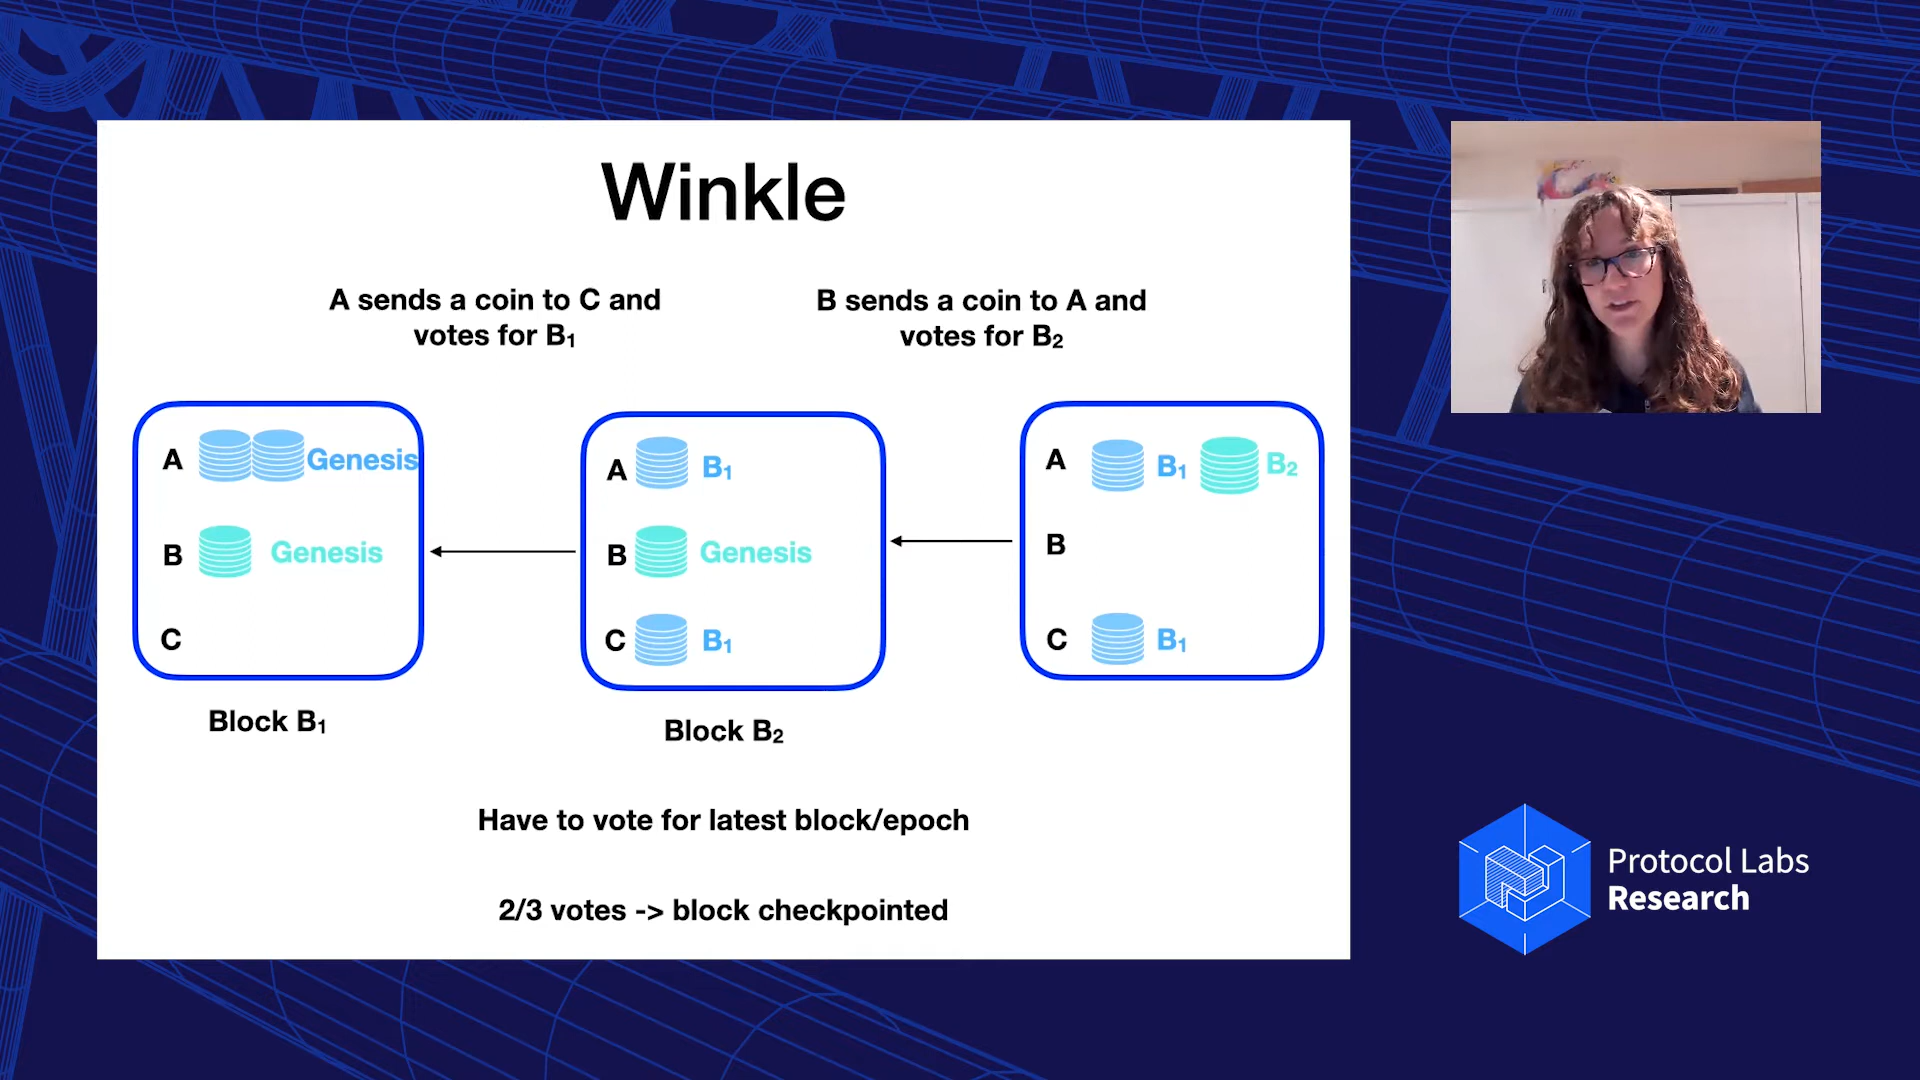 Winkle
A sends a coin to C and
votes for B₁
B sends a coin to A and
votes for B₂
A Genesis
B Genesis
C
Block B₁
A B₁
B Genesis
C B₁
Block B₂
A B₁ B₂
B
C B₁
Have to vote for latest block/epoch
2/3 votes -> block checkpointed
Protocol Labs
Research